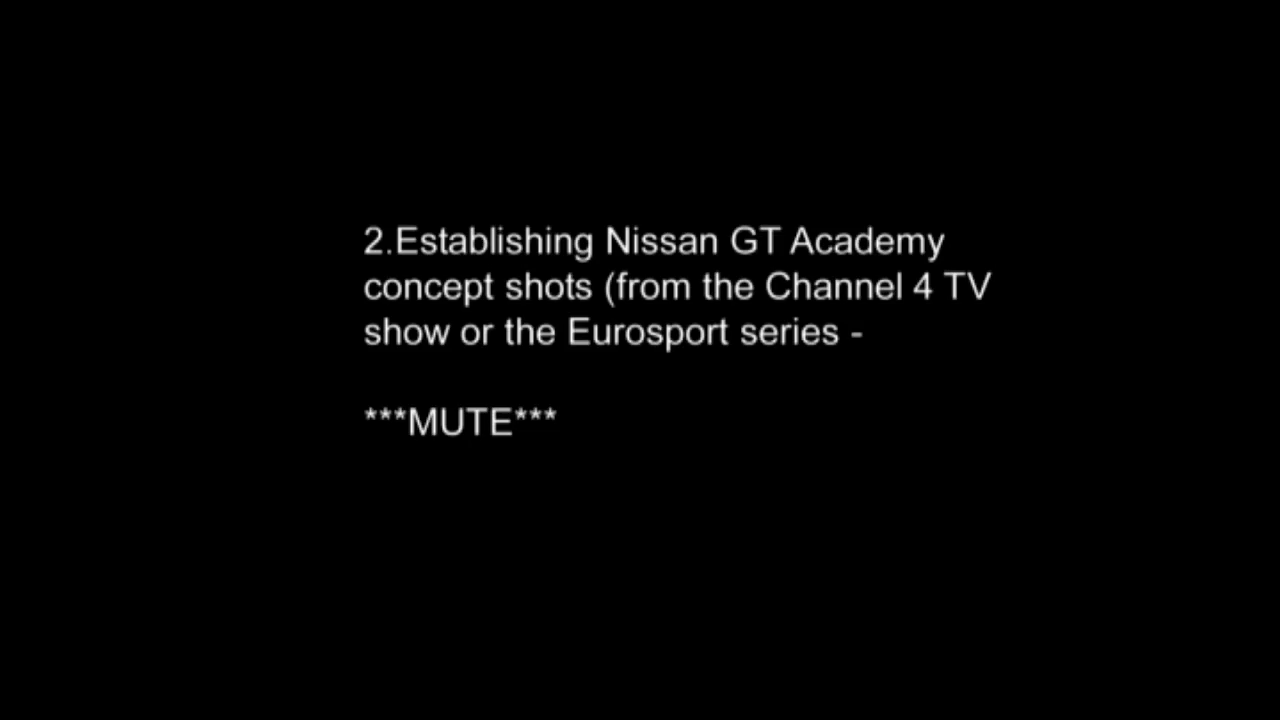 2.Establishing Nissan GT Academy
concept shots (from the Channel 4 TV
show or the Eurosport series -
***MUTE***